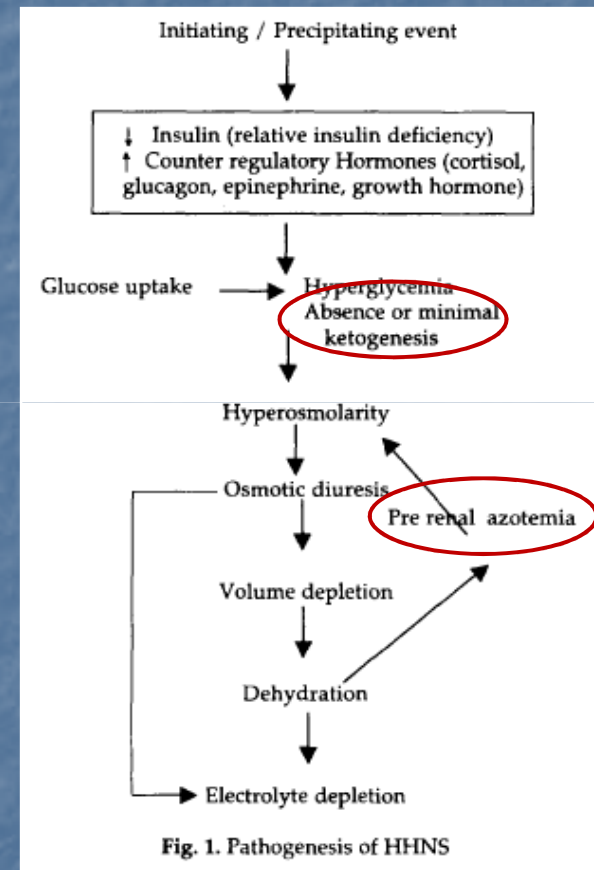 Initiating / Precipitating event
↓ Insulin (relative insulin deficiency)
↑ Counter regulatory Hormones (cortisol,
glucagon, epinephrine, growth hormone)
Glucose uptake
Hyperglycemia
Absence or minimal
ketogenesis
Hyperosmolarity
Osmotic diuresis
Pre renal azotemia
Volume depletion
Dehydration
Electrolyte depletion
Fig. 1. Pathogenesis of HHNS